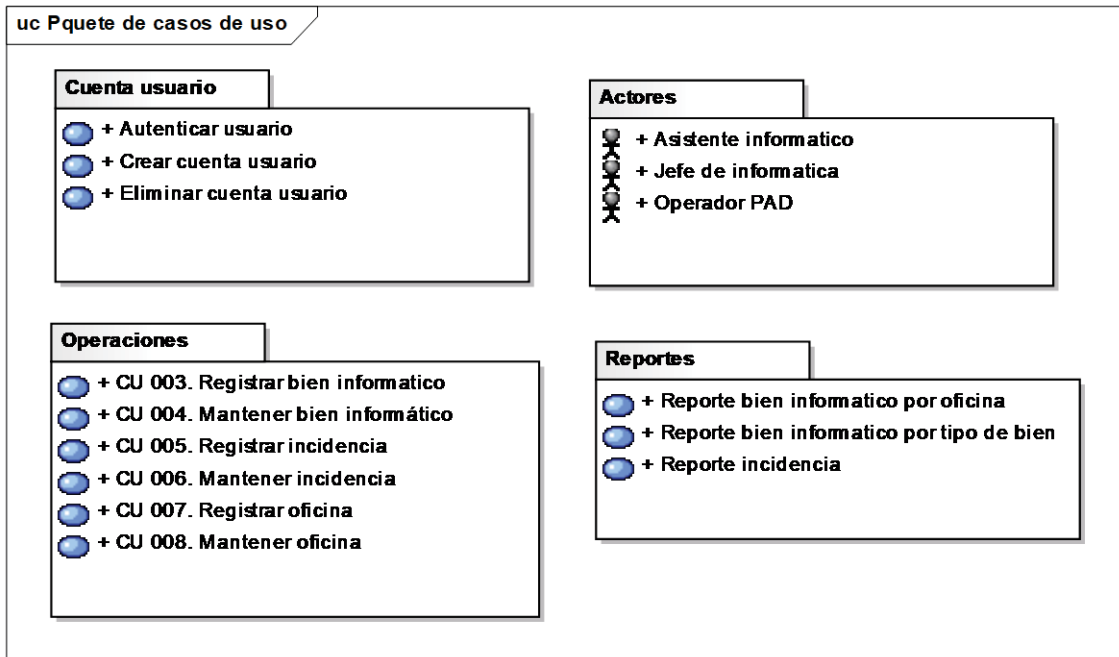 uc Pquete de casos de uso
Cuenta usuario
+ Autenticar usuario
+ Crear cuenta usuario
+ Eliminar cuenta usuario
Actores
+ Asistente informatico
+ Jefe de informatica
+ Operador PAD
Operaciones
+ CU 003. Registrar bien informatico
+ CU 004. Mantener bien informático
+ CU 005. Registrar incidencia
+ CU 006. Mantener incidencia
+ CU 007. Registrar oficina
+ CU 008. Mantener oficina
Reportes
+ Reporte bien informatico por oficina
+ Reporte bien informatico por tipo de bien
+ Reporte incidencia